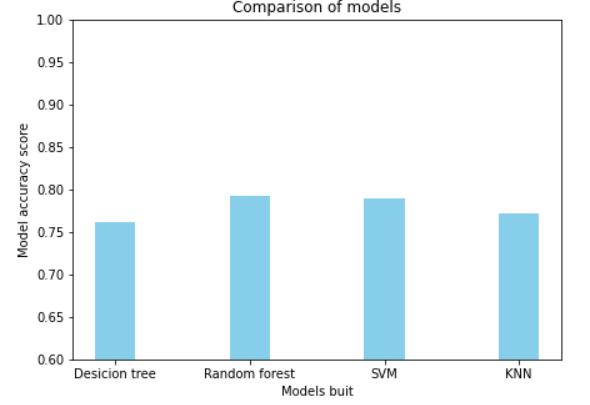 Comparison of models
1.00
0.95
0.90
0.85
0.80
0.75
0.70
0.65
0.60
Model accuracy score
Desicion tree
Random forest
SVM
KNN
Models buit